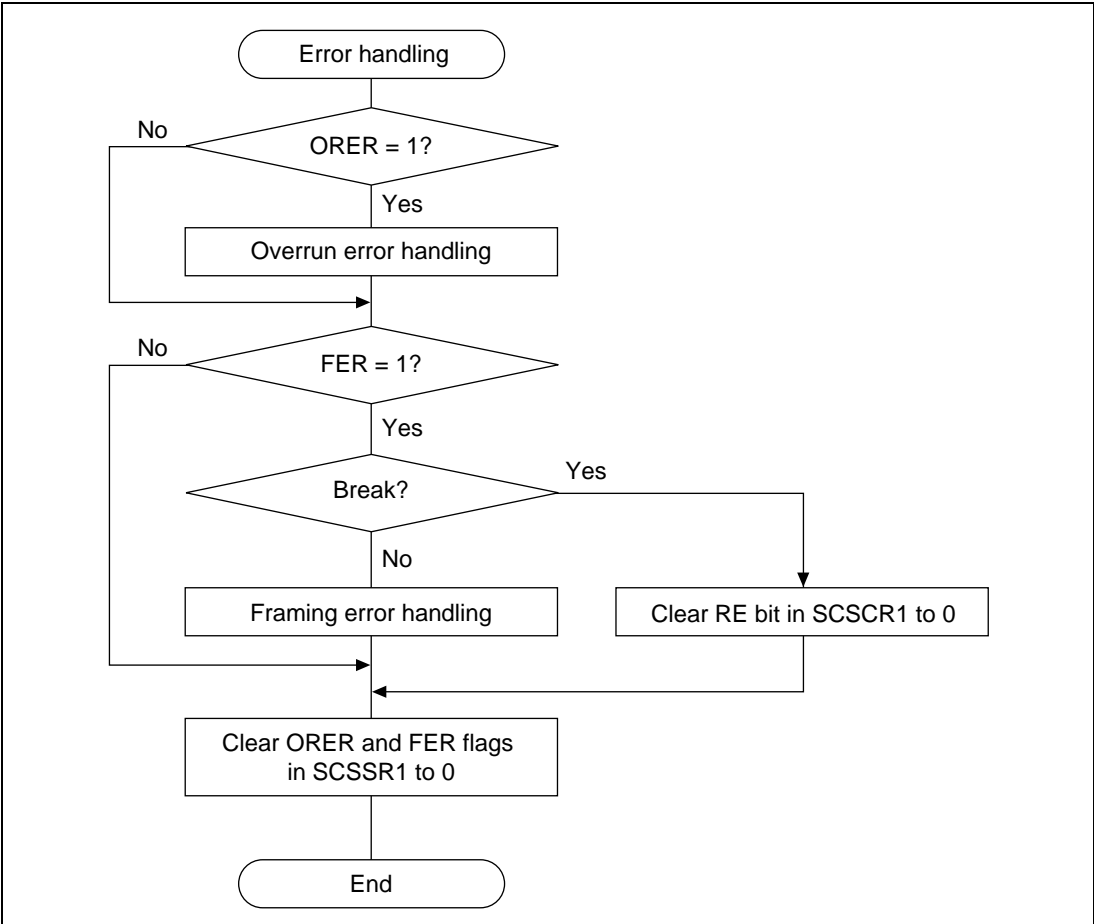 Error handling
No
ORER = 1?
Yes
Overrun error handling
No
FER = 1?
Yes
Break?
Yes
No
Framing error handling
Clear RE bit in SCSCR1 to 0
Clear ORER and FER flags
in SCSSR1 to 0
End